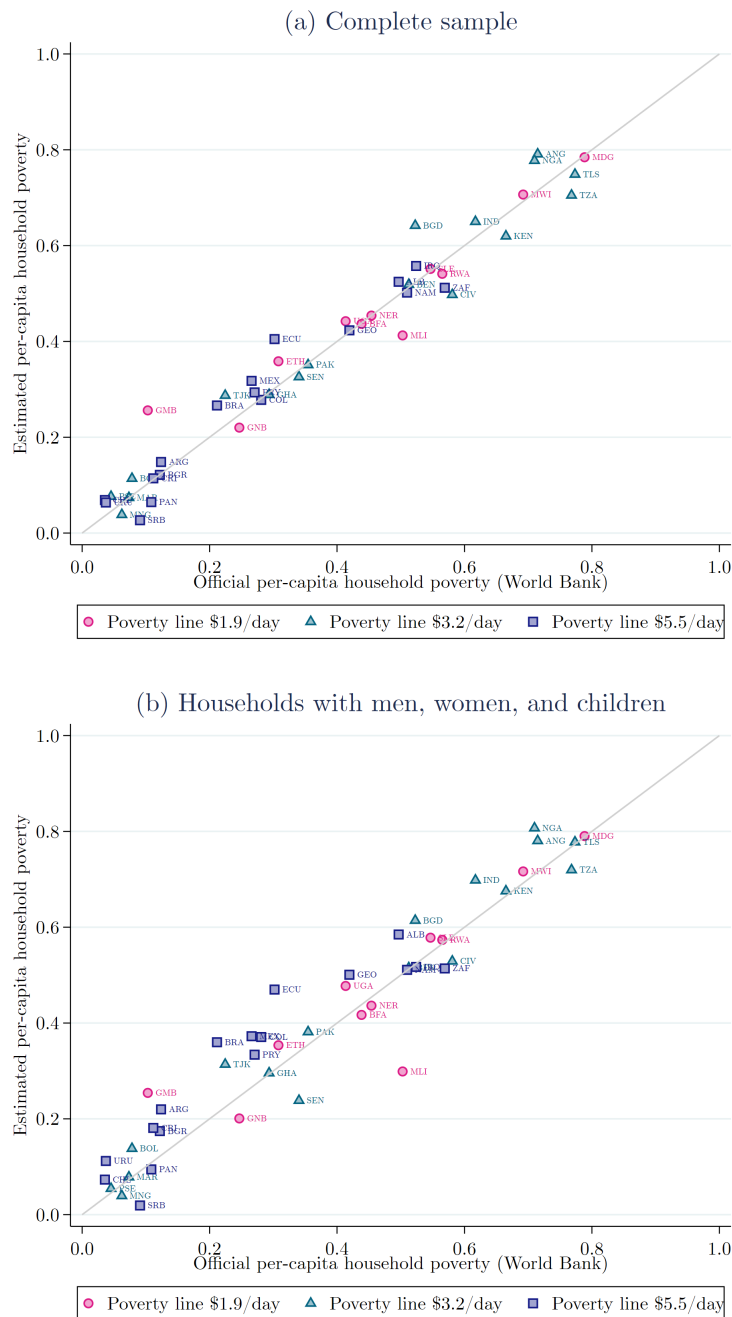 (a) Complete sample
Estimated per-capita household poverty
1.0
0.8
0.6
0.4
0.2
0.0
ANG
NGA
MDG
TLS
MWI
TZA
IND
BGD
KEN
RWA
BEN
ZAF
NAM
CIV
NER
BFA
GEO
MLI
ECU
ETH
PAK
SEN
MEX
TJK
GHA
COL
BRA
GMB
GNB
ARG
BGR
MAR
PAN
MNG
SRB
0.0 0.2 0.4 0.6 0.8 1.0
Official per-capita household poverty (World Bank)
Poverty line $1.9/day Poverty line $3.2/day Poverty line $5.5/day
(b) Households with men, women, and children
Estimated per-capita household poverty
1.0
0.8
0.6
0.4
0.2
0.0
NGA
ANG
MDG
TLS
MWI
TZA
IND
KEN
BGD
ALB
RWA
CIV
ZAF
GEO
UGA
ECU
NER
BFA
PAK
COL
BRA
ETH
PRY
TJK
GHA
MLI
GMB
SEN
ARG
GNB
BGR
BOL
URU
PAN
MAR
MNG
SRB
0.0 0.2 0.4 0.6 0.8 1.0
Official per-capita household poverty (World Bank)
Poverty line $1.9/day Poverty line $3.2/day Poverty line $5.5/day